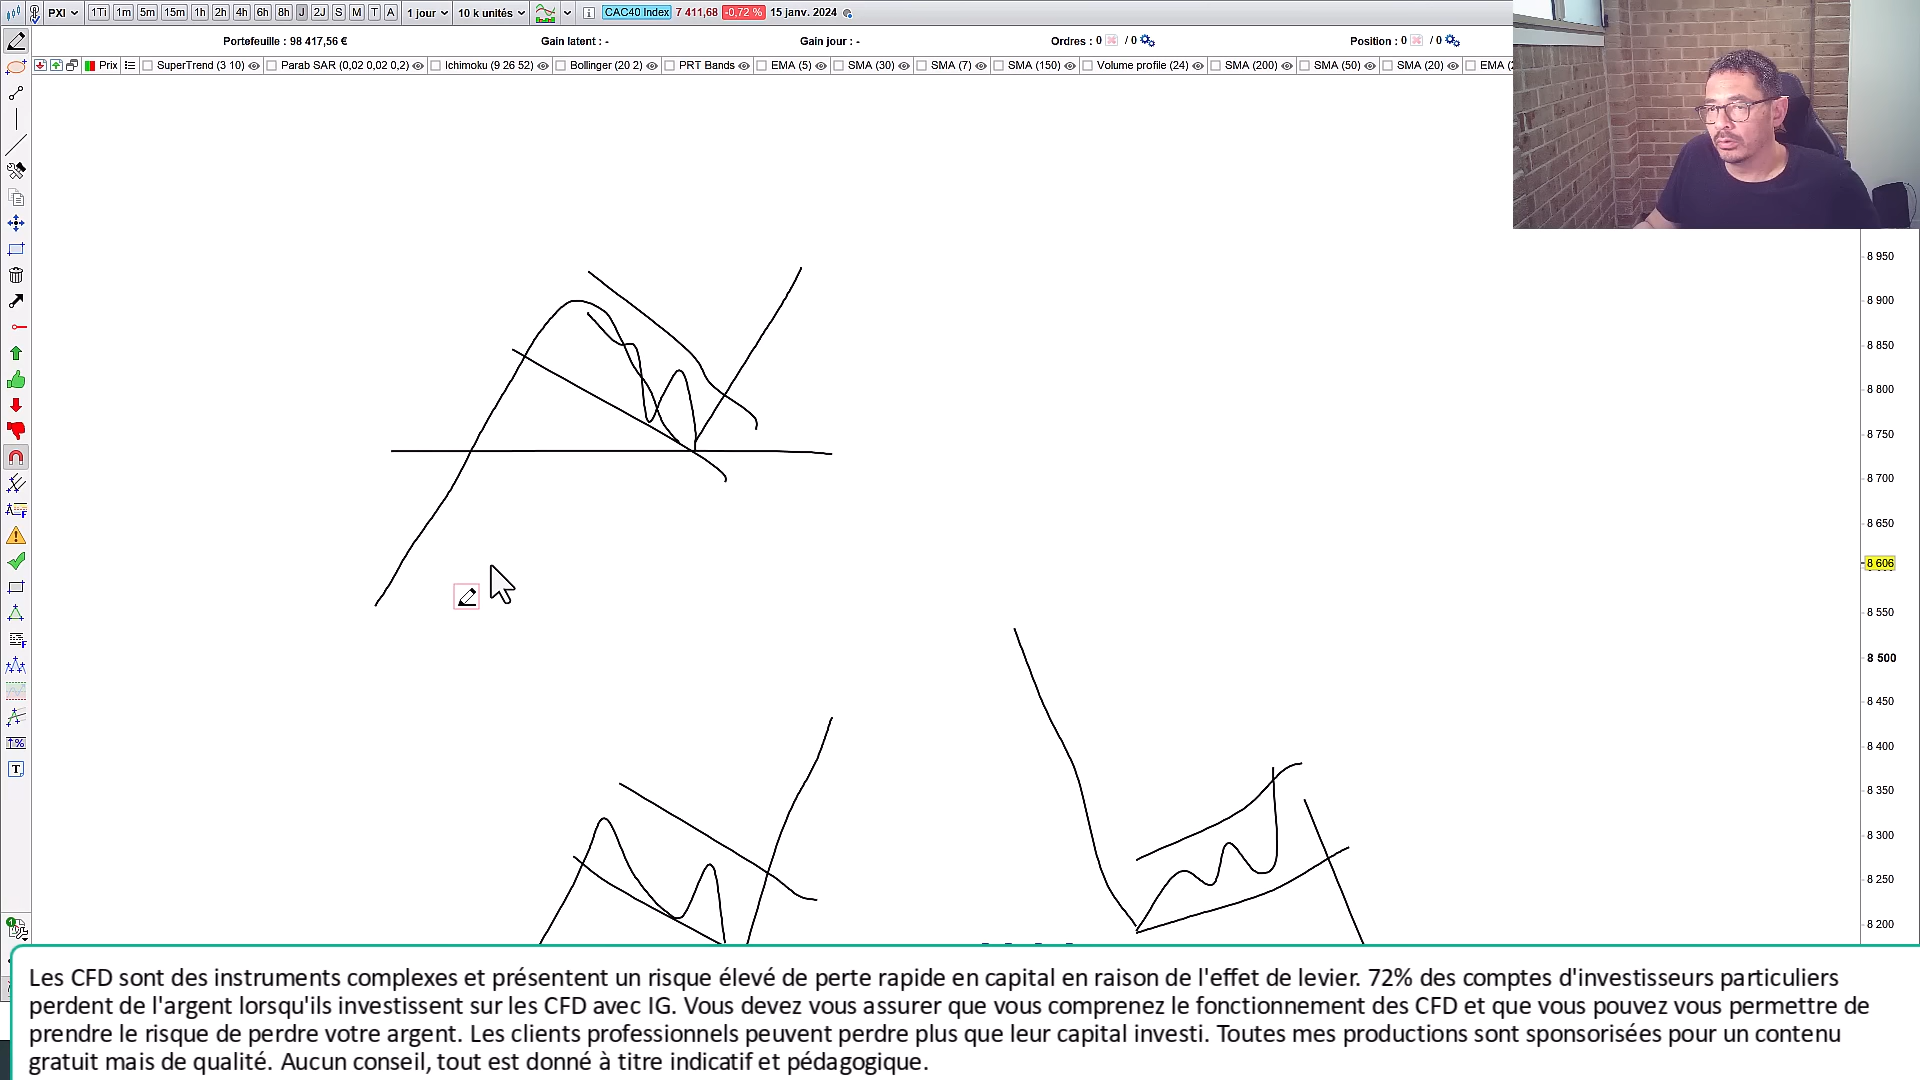 PXI 1Ti 1m 5m 15m 1h 2h 4h 6h 8h J 2J S M T A 1 jour 10 k unités CAC40 Index 7 411,68 -0,72 % 15 janv. 2024
Portefeuille : 98 417,56 € Gain latent : - Gain jour : - Ordres : 0 / 0 Position : 0 / 0
Prix SuperTrend (3 10) Parab SAR (0,02 0,02 0,2) Ichimoku (9 26 52) Bollinger (20 2) PRT Bands EMA (5) SMA (30) SMA (7) SMA (150) Volume profile (24) SMA (200) SMA (50) SMA (20) EMA (2
8 950
8 900
8 850
8 800
8 750
8 700
8 650
8 606
8 550
8 500
8 450
8 400
8 350
8 300
8 250
8 200
Les CFD sont des instruments complexes et présentent un risque élevé de perte rapide en capital en raison de l'effet de levier. 72% des comptes d'investisseurs particuliers
perdent de l'argent lorsqu'ils investissent sur les CFD avec IG. Vous devez vous assurer que vous comprenez le fonctionnement des CFD et que vous pouvez vous permettre de
prendre le risque de perdre votre argent. Les clients professionnels peuvent perdre plus que leur capital investi. Toutes mes productions sont sponsorisées pour un contenu
gratuit mais de qualité. Aucun conseil, tout est donné à titre indicatif et pédagogique.